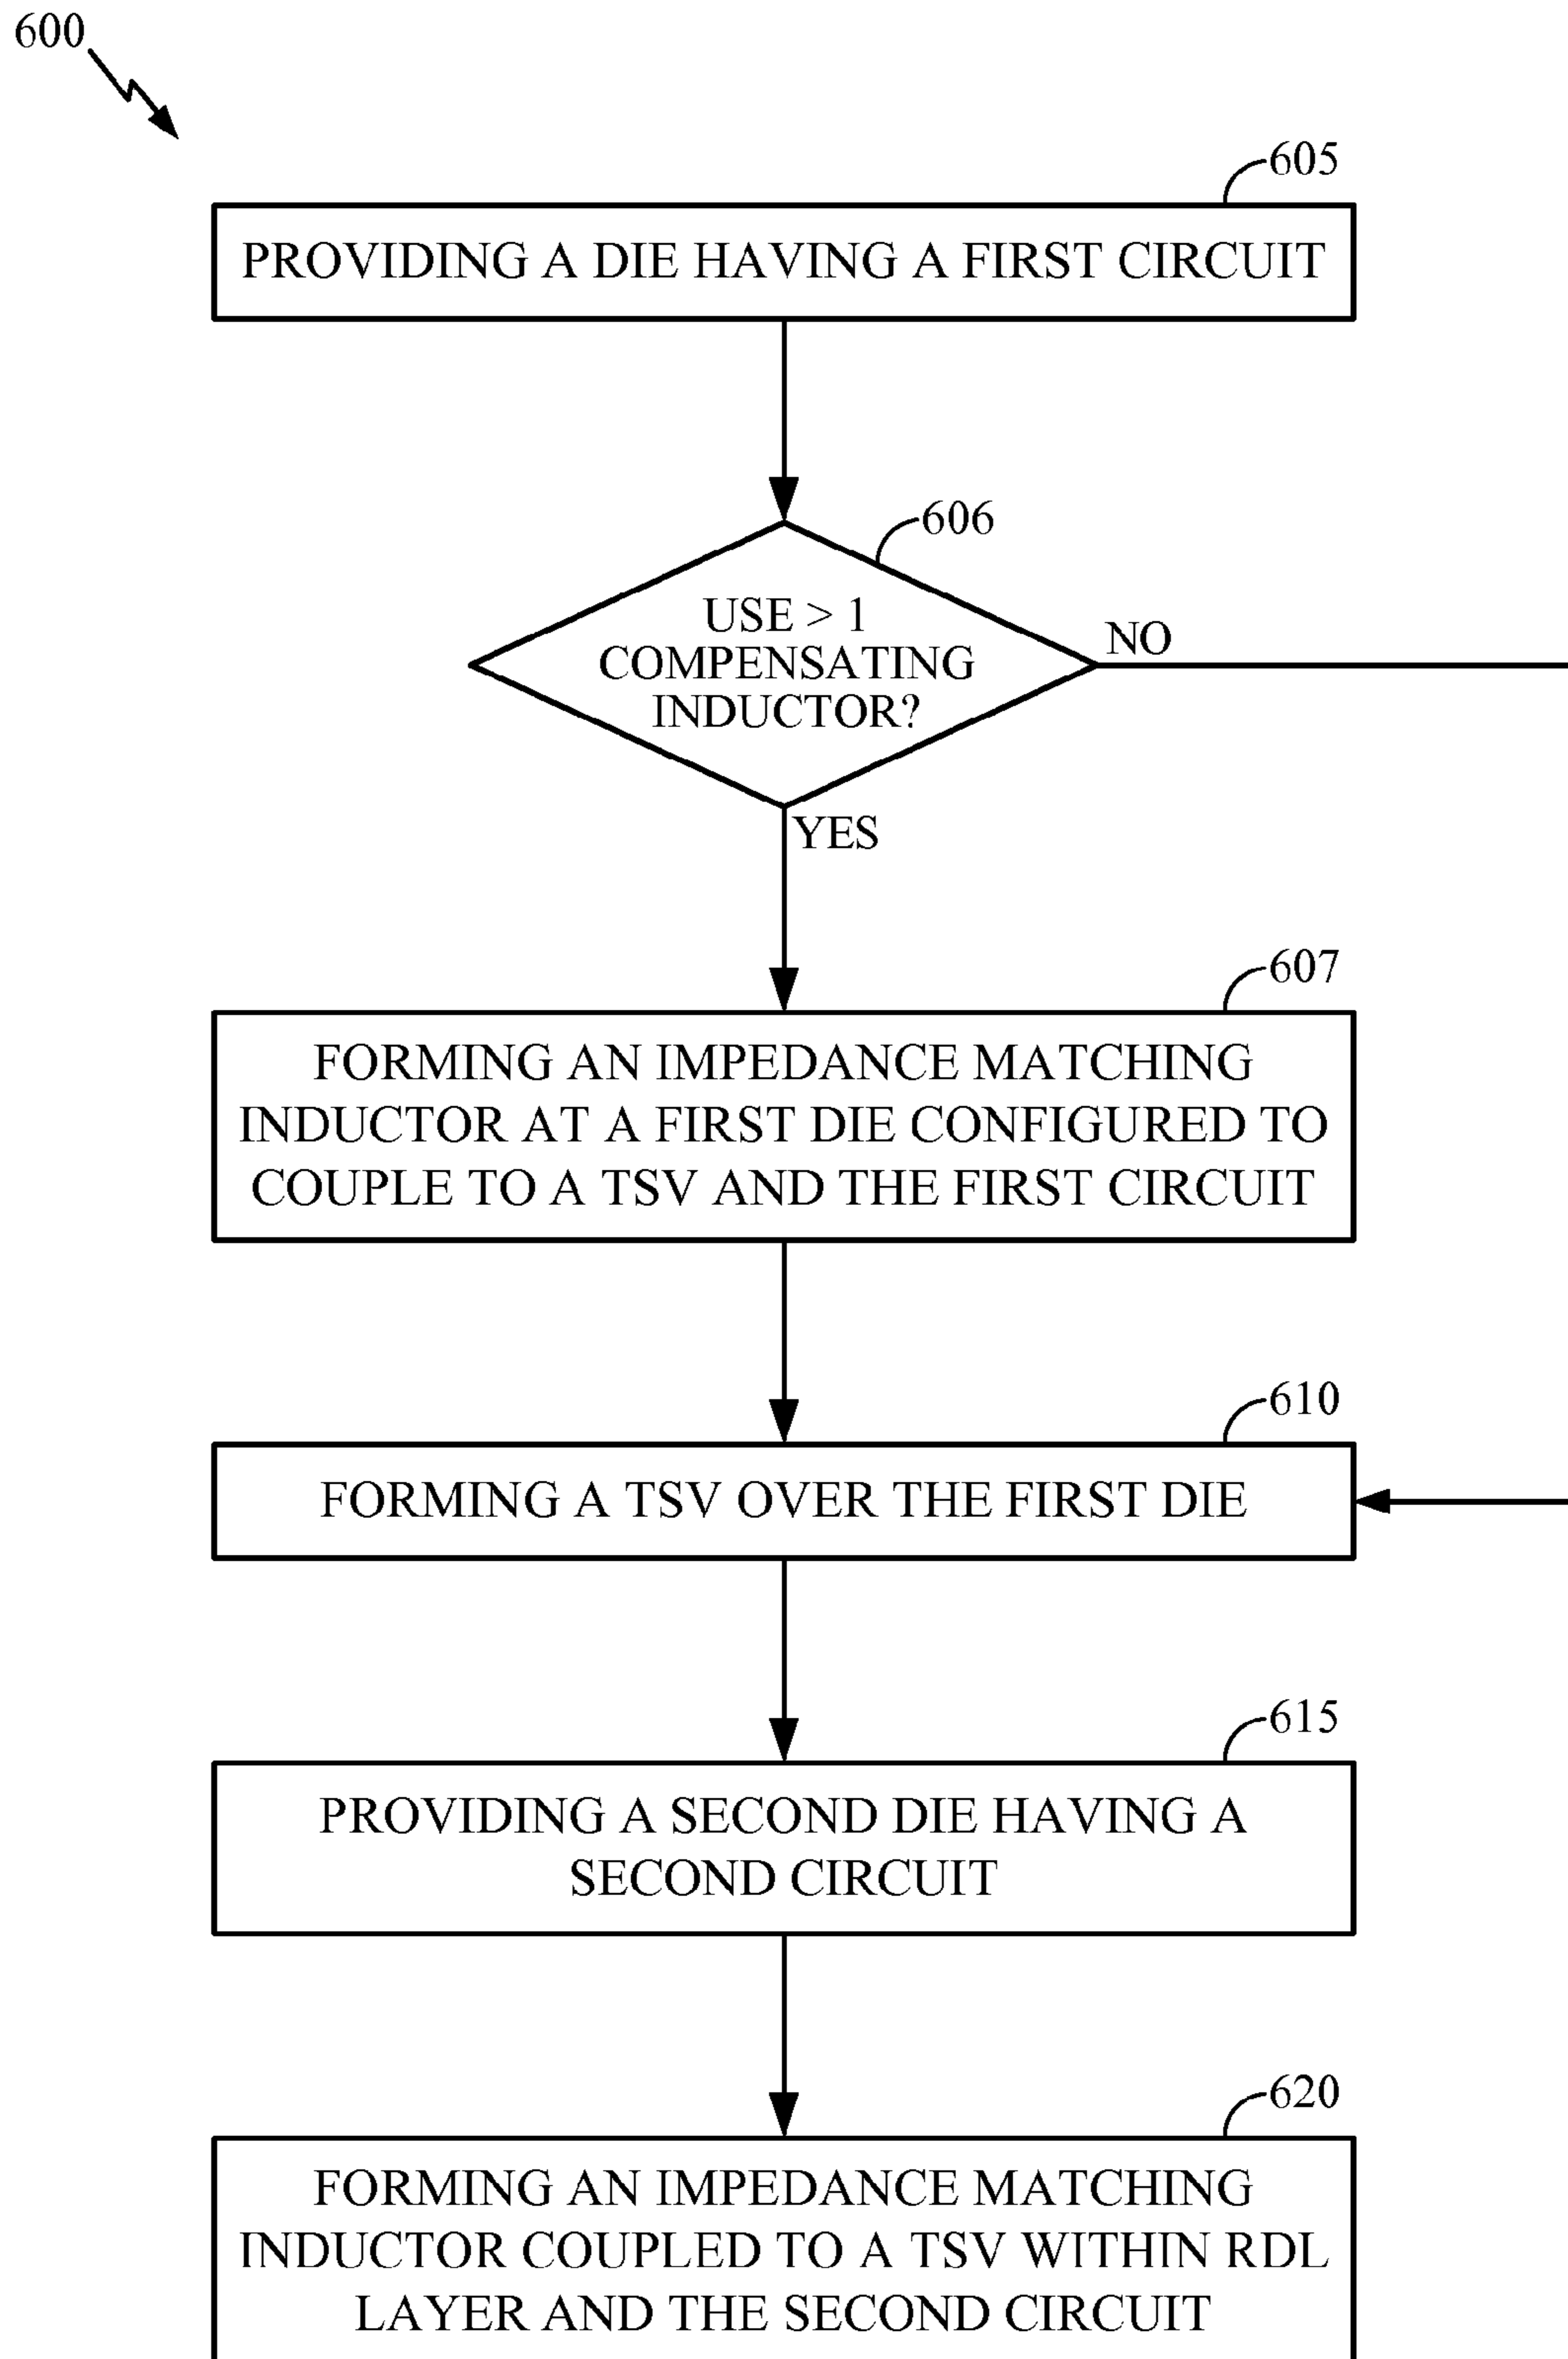 600
605
PROVIDING A DIE HAVING A FIRST CIRCUIT
606
USE > 1
COMPENSATING
INDUCTOR?
NO
YES
607
FORMING AN IMPEDANCE MATCHING
INDUCTOR AT A FIRST DIE CONFIGURED TO
COUPLE TO A TSV AND THE FIRST CIRCUIT
610
FORMING A TSV OVER THE FIRST DIE
615
PROVIDING A SECOND DIE HAVING A
SECOND CIRCUIT
620
FORMING AN IMPEDANCE MATCHING
INDUCTOR COUPLED TO A TSV WITHIN RDL
LAYER AND THE SECOND CIRCUIT